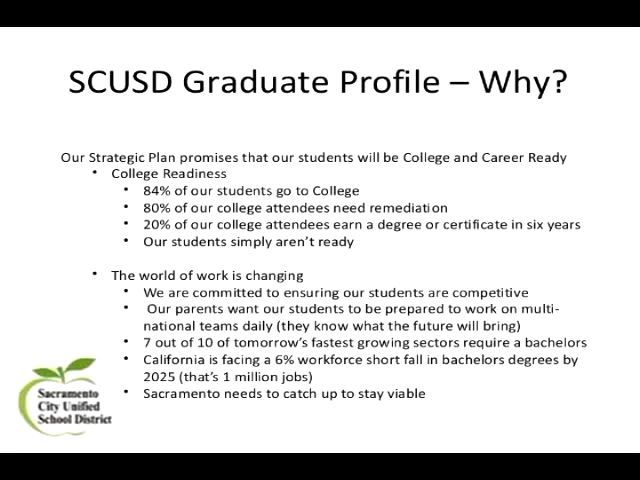 SCUSD Graduate Profile – Why?
Our Strategic Plan promises that our students will be College and Career Ready
• College Readiness
• 84% of our students go to College
• 80% of our college attendees need remediation
• 20% of our college attendees earn a degree or certificate in six years
• Our students simply aren't ready
• The world of work is changing
• We are committed to ensuring our students are competitive
• Our parents want our students to be prepared to work on multi-
national teams daily (they know what the future will bring)
• 7 out of 10 of tomorrow's fastest growing sectors require a bachelors
• California is facing a 6% workforce short fall in bachelors degrees by
2025 (that's 1 million jobs)
• Sacramento needs to catch up to stay viable
Sacramento
City Unified
School District